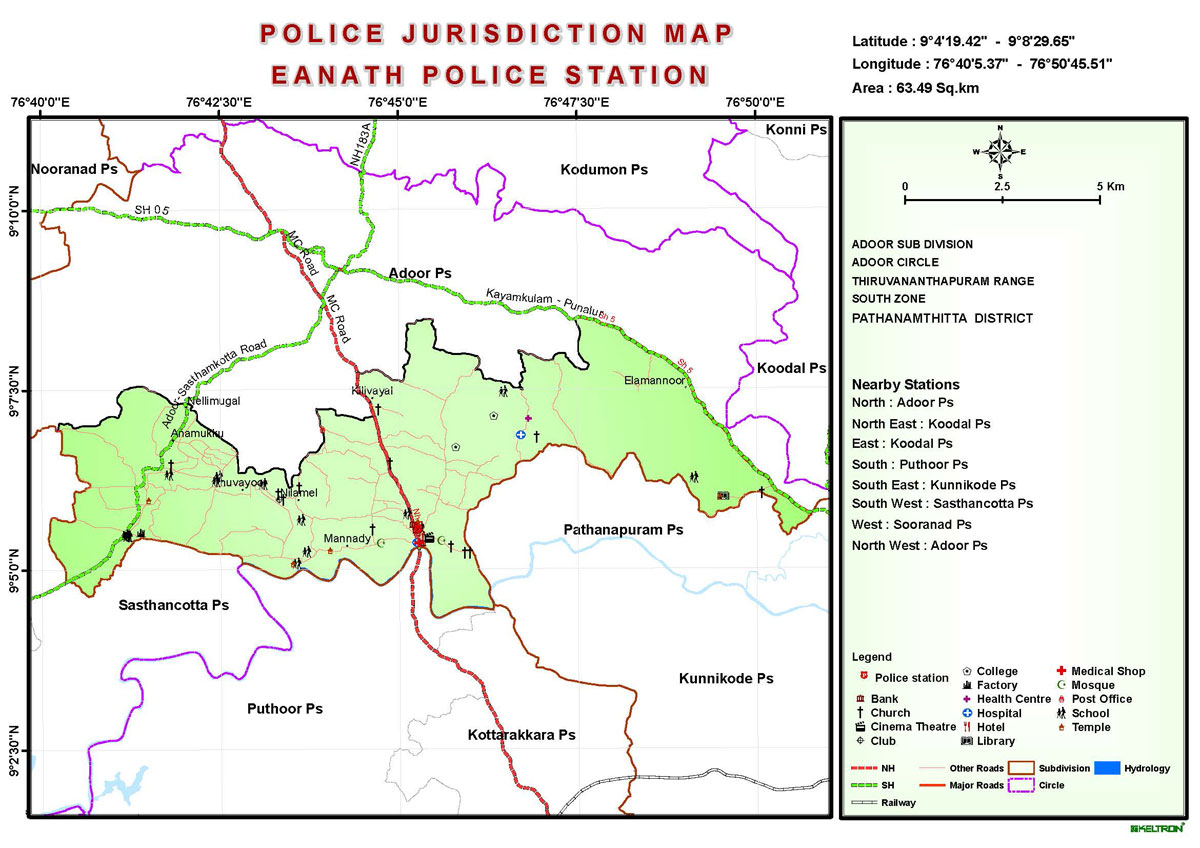 POLICE JURISDICTION MAP
EANATH POLICE STATION
Latitude : 9°4'19.42" - 9°8'29.65"
Longitude : 76°40'5.37" - 76°50'45.51"
Area : 63.49 Sq.km
76°40'0"E 76°42'30"E 76°45'0"E 76°47'30"E 76°50'0"E
9°10'0"N
9°7'30"N
9°5'0"N
9°2'30"N
Konni Ps
Nooranad Ps
Kodumon Ps
NH183A
SH 05
MC Road
Adoor Ps
Kayamkulam - Punalur
Sh 5
MC Road
Adoor-Sasthamkotta Road
Sh 5
Koodal Ps
Elamannoor
Kilivayal
Nellimugal
Anamukku
Nilamel
Mannady
Pathanapuram Ps
Sasthancotta Ps
Kunnikode Ps
Puthoor Ps
Kottarakkara Ps
N
W E
S
0 2.5 5 Km
ADOOR SUB DIVISION
ADOOR CIRCLE
THIRUVANANTHAPURAM RANGE
SOUTH ZONE
PATHANAMTHITTA DISTRICT
Nearby Stations
North : Adoor Ps
North East : Koodal Ps
East : Koodal Ps
South : Puthoor Ps
South East : Kunnikode Ps
South West : Sasthancotta Ps
West : Sooranad Ps
North West : Adoor Ps
Legend
Police station
Bank
Church
Cinema Theatre
Club
College
Factory
Health Centre
Hospital
Hotel
Library
Medical Shop
Mosque
Post Office
School
Temple
NH Other Roads Subdivision Hydrology
SH Major Roads Circle
Railway
KELTRON